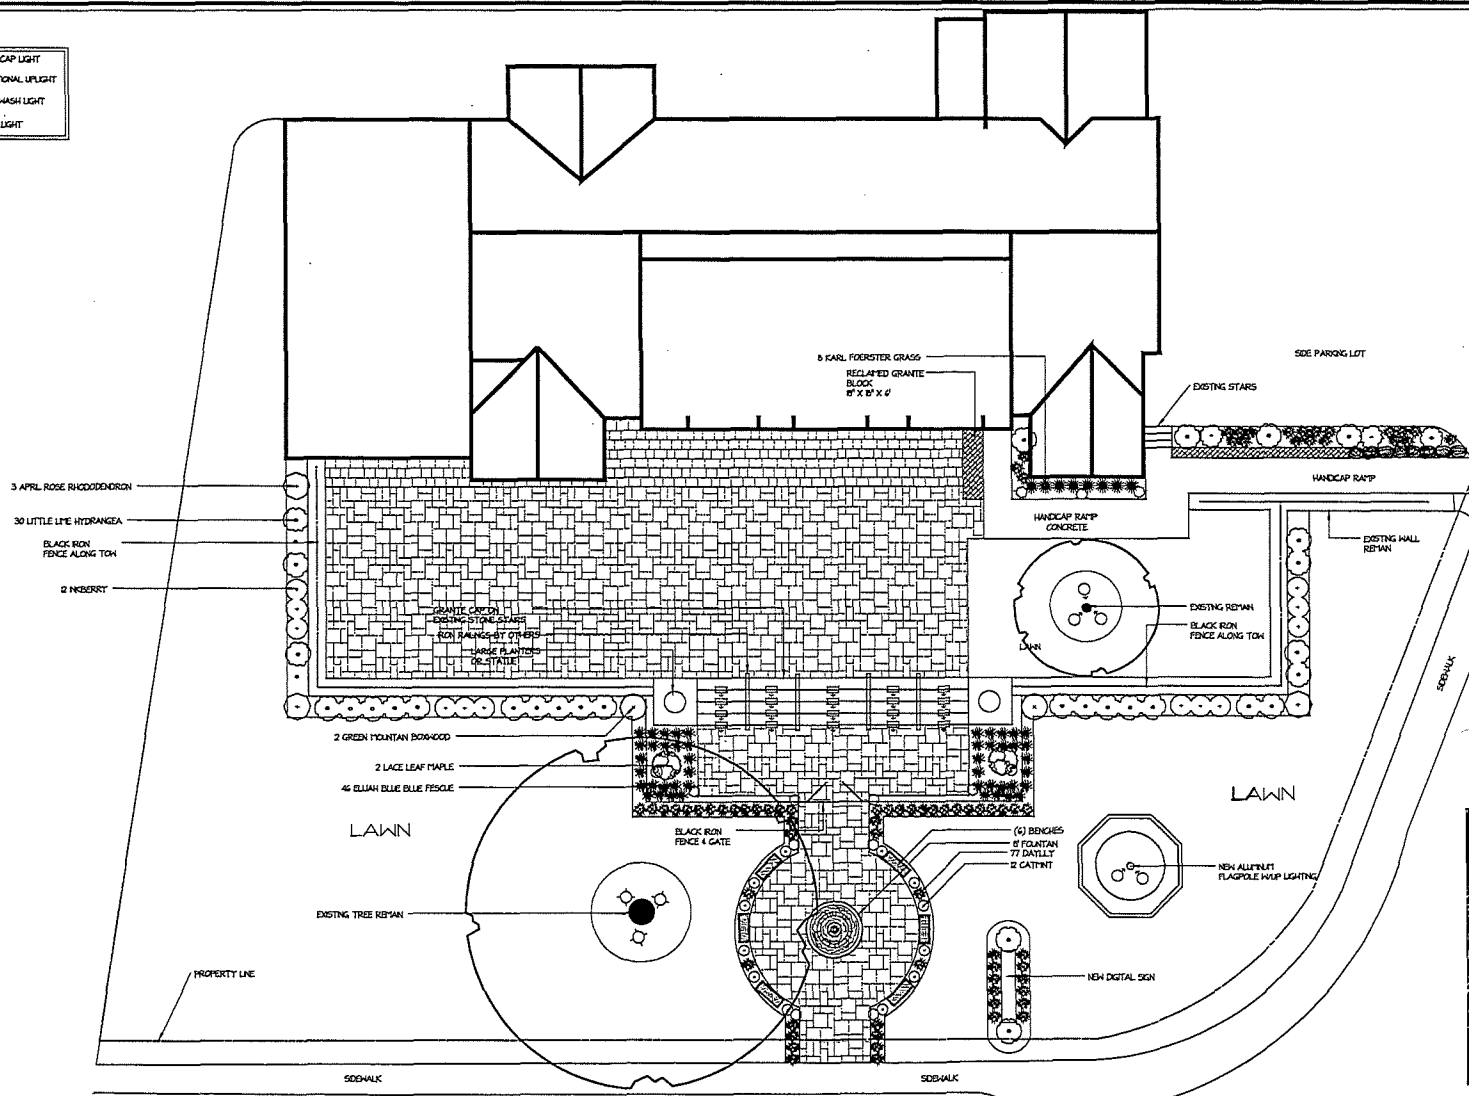 CAP LIGHT
TIONAL UPLIGHT
WASH LIGHT
LIGHT
8 KARL FOERSTER GRASS
RECLAIMED GRANITE
BLOCK
SIDE PARKING LOT
EXISTING STAIRS
3 APRIL ROSE RHODODENDRON
30 LITTLE LIME HYDRANGEA
BLACK IRON
FENCE ALONG TOW
12 INKBERRY
HANDICAP RAMP
HANDICAP RAMP
CONCRETE
EXISTING WALL
REMAIN
GRANITE CAP ON
EXISTING STONE STAIRS
IRON RAILINGS BY OTHERS
LARGE PLANTERS
OR STATUE
EXISTING REMAIN
BLACK IRON
FENCE ALONG TOW
LAWN
SIDEWALK
2 GREEN MOUNTAIN BOXWOOD
2 LACE LEAF MAPLE
46 ELIJAH BLUE BLUE FESCUE
LAWN
LAWN
BLACK IRON
FENCE & GATE
(6) BENCHES
8' FOUNTAIN
77 DAYLILY
12 CATMINT
NEW ALUMINUM
FLAGPOLE W/UP LIGHTING
EXISTING TREE REMAIN
PROPERTY LINE
NEW DIGITAL SIGN
SIDEWALK
SIDEWALK